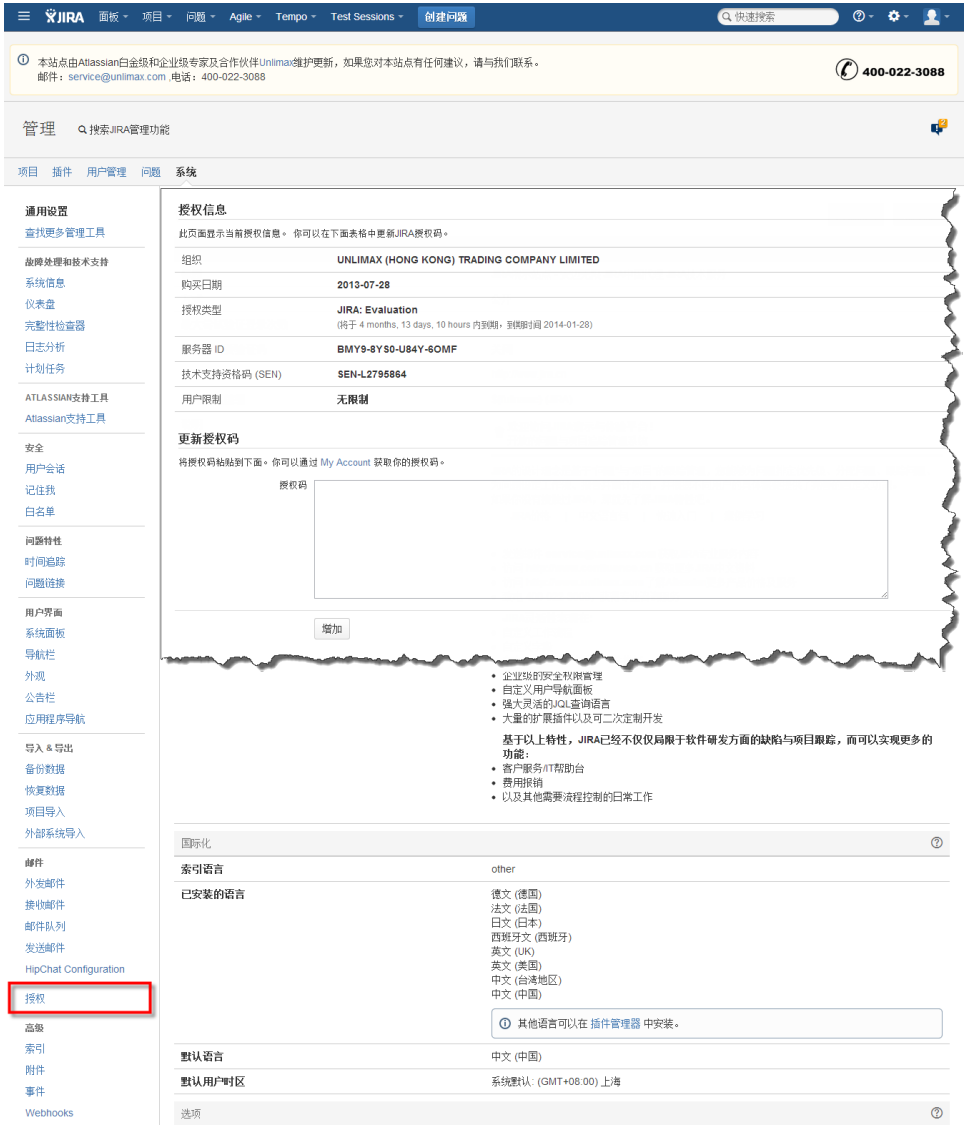 JIRA 面板 项目 问题 Agile Tempo Test Sessions 创建问题 快速搜索
本站点由Atlassian白金级和企业级专家及合作伙伴Unlimax维护更新，如果您对本站点有任何建议，请与我们联系。
邮件：service@unlimax.com ,电话：400-022-3088
400-022-3088
管理 搜索JIRA管理功能
项目 插件 用户管理 问题 系统
通用设置
查找更多管理工具
故障处理和技术支持
系统信息
仪表盘
完整性检查器
日志分析
计划任务
ATLASSIAN支持工具
Atlassian支持工具
安全
用户会话
记住我
白名单
问题特性
时间追踪
问题链接
用户界面
系统面板
导航栏
外观
公告栏
应用程序导航
导入 & 导出
备份数据
恢复数据
项目导入
外部系统导入
邮件
外发邮件
接收邮件
邮件队列
发送邮件
HipChat Configuration
授权
高级
索引
附件
事件
Webhooks
授权信息
此页面显示当前授权信息。 你可以在下面表格中更新JIRA授权码。
组织 UNLIMAX (HONG KONG) TRADING COMPANY LIMITED
购买日期 2013-07-28
授权类型 JIRA: Evaluation
(将于 4 months, 13 days, 10 hours 内到期，到期时间 2014-01-28)
服务器 ID BMY9-8YS0-U84Y-6OMF
技术支持资格码 (SEN) SEN-L2795864
用户限制 无限制
更新授权码
将授权码粘贴到下面。你可以通过 My Account 获取你的授权码。
授权码
增加
• 企业级的安全权限管理
• 自定义用户导航面板
• 强大灵活的JQL查询语言
• 大量的扩展插件以及可二次定制开发
基于以上特性，JIRA已经不仅仅局限于软件研发方面的缺陷与项目跟踪，而可以实现更多的
功能：
• 客户服务/IT帮助台
• 费用报销
• 以及其他需要流程控制的日常工作
国际化
索引语言 other
已安装的语言 德文 (德国)
法文 (法国)
日文 (日本)
西班牙文 (西班牙)
英文 (UK)
英文 (美国)
中文 (台湾地区)
中文 (中国)
其他语言可以在 插件管理器 中安装。
默认语言 中文 (中国)
默认用户时区 系统默认: (GMT+08:00) 上海
选项